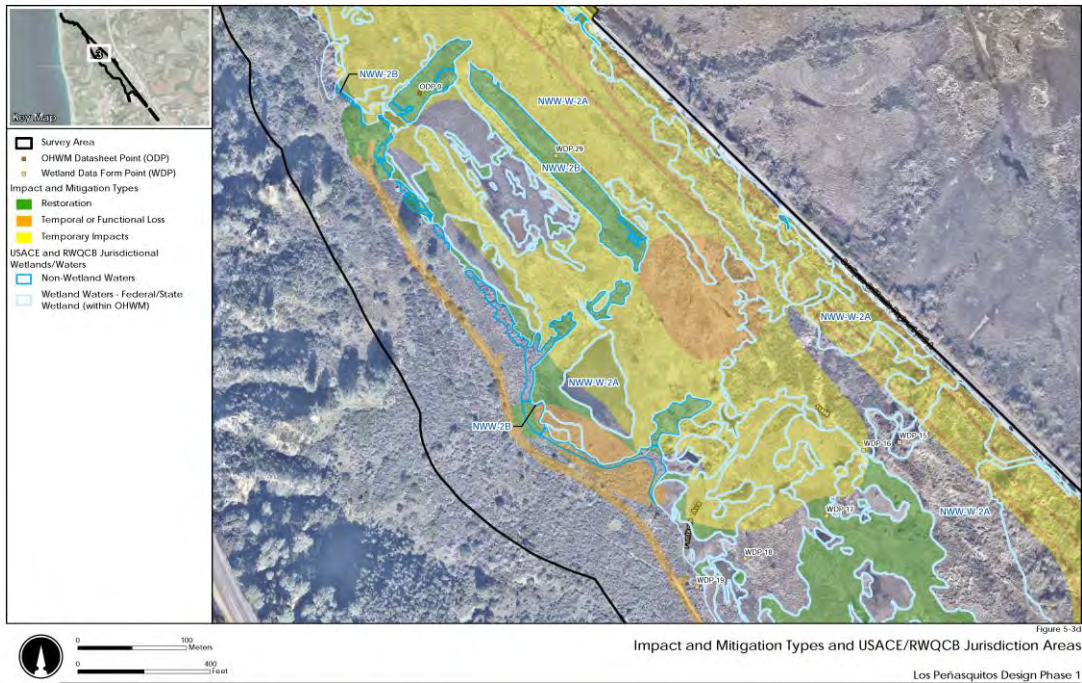 3
Key Map
Survey Area
OHWM Datasheet Point (ODP)
Wetland Data Form Point (WDP)
Impact and Mitigation Types
Restoration
Temporal or Functional Loss
Temporary Impacts
USACE and RWQCB Jurisdictional
Wetlands/Waters
Non-Wetland Waters
Wetland Waters - Federal/State
Wetland (within OHWM)
NWW-2B
ODP 9
NWW-W-2A
WDP-29
NWW-2B
NWW-W-2A
NWW-W-2A
NWW-2B
WDP-16
WDP-15
WDP-17
NWW-W-2A
WDP-18
WDP-19
Figure 5-3d
0 100
Meters
0 400
Feet
Impact and Mitigation Types and USACE/RWQCB Jurisdiction Areas
Los Peñasquitos Design Phase 1